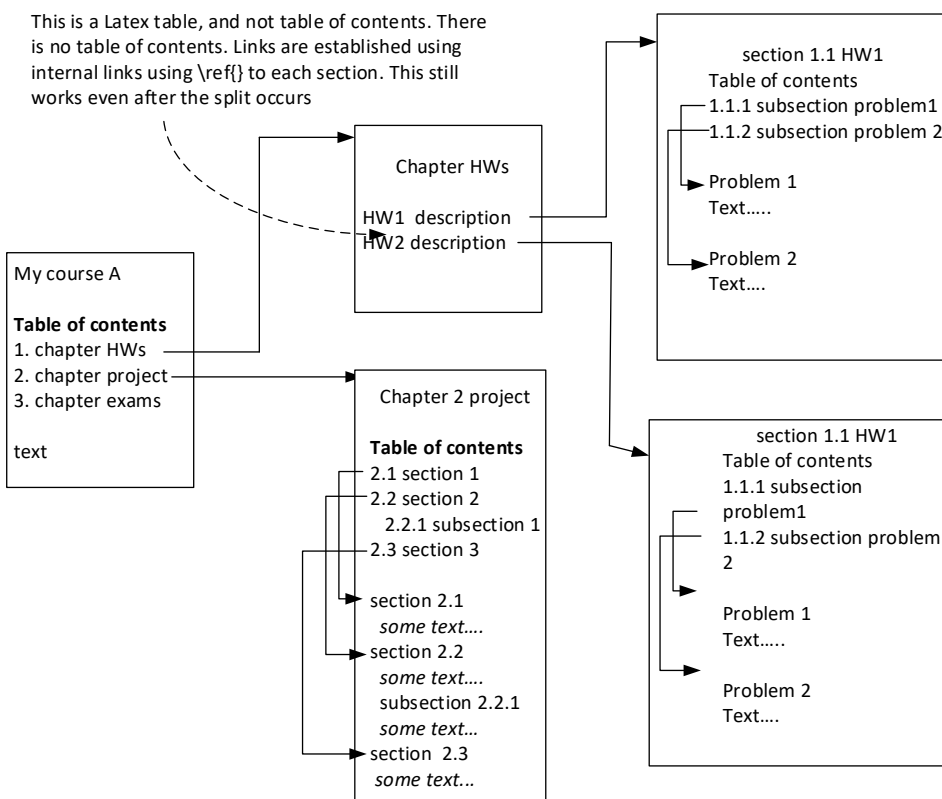 This is a Latex table, and not table of contents. There
is no table of contents. Links are established using
internal links using \ref{} to each section. This still
works even after the split occurs
My course A
Table of contents
1. chapter HWs
2. chapter project
3. chapter exams
text
Chapter HWs
HW1 description
HW2 description
Chapter 2 project
Table of contents
2.1 section 1
2.2 section 2
2.2.1 subsection 1
2.3 section 3
section 2.1
some text....
section 2.2
some text....
subsection 2.2.1
some text...
section 2.3
some text...
section 1.1 HW1
Table of contents
1.1.1 subsection problem1
1.1.2 subsection problem 2
Problem 1
Text.....
Problem 2
Text....
section 1.1 HW1
Table of contents
1.1.1 subsection
problem1
1.1.2 subsection problem
2
Problem 1
Text.....
Problem 2
Text....